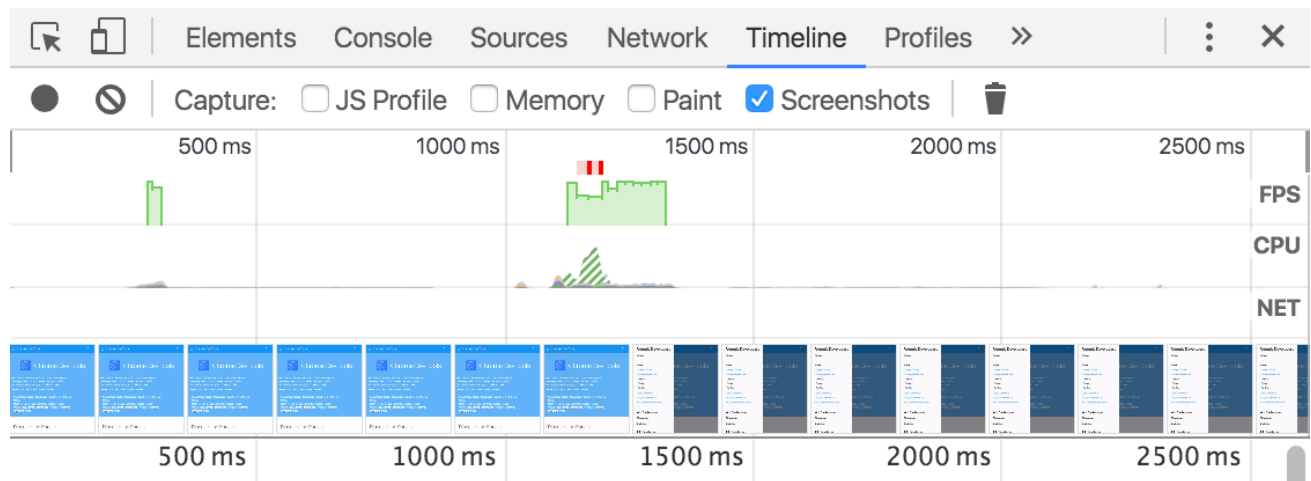 Elements Console Sources Network Timeline Profiles »
Capture: JS Profile Memory Paint Screenshots
500 ms 1000 ms 1500 ms 2000 ms 2500 ms
FPS
CPU
NET
500 ms 1000 ms 1500 ms 2000 ms 2500 ms